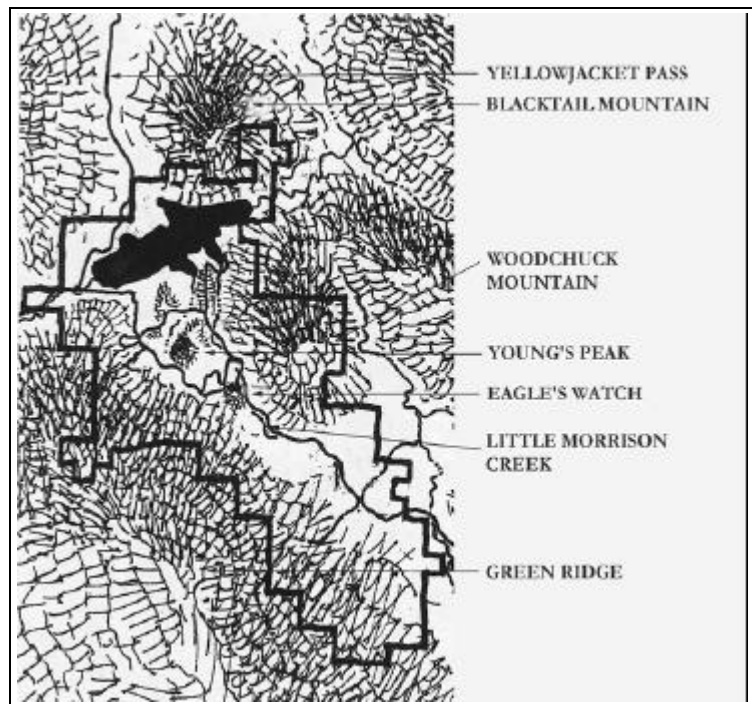 YELLOWJACKET PASS
BLACKTAIL MOUNTAIN
WOODCHUCK
MOUNTAIN
YOUNG'S PEAK
EAGLE'S WATCH
LITTLE MORRISON
CREEK
GREEN RIDGE